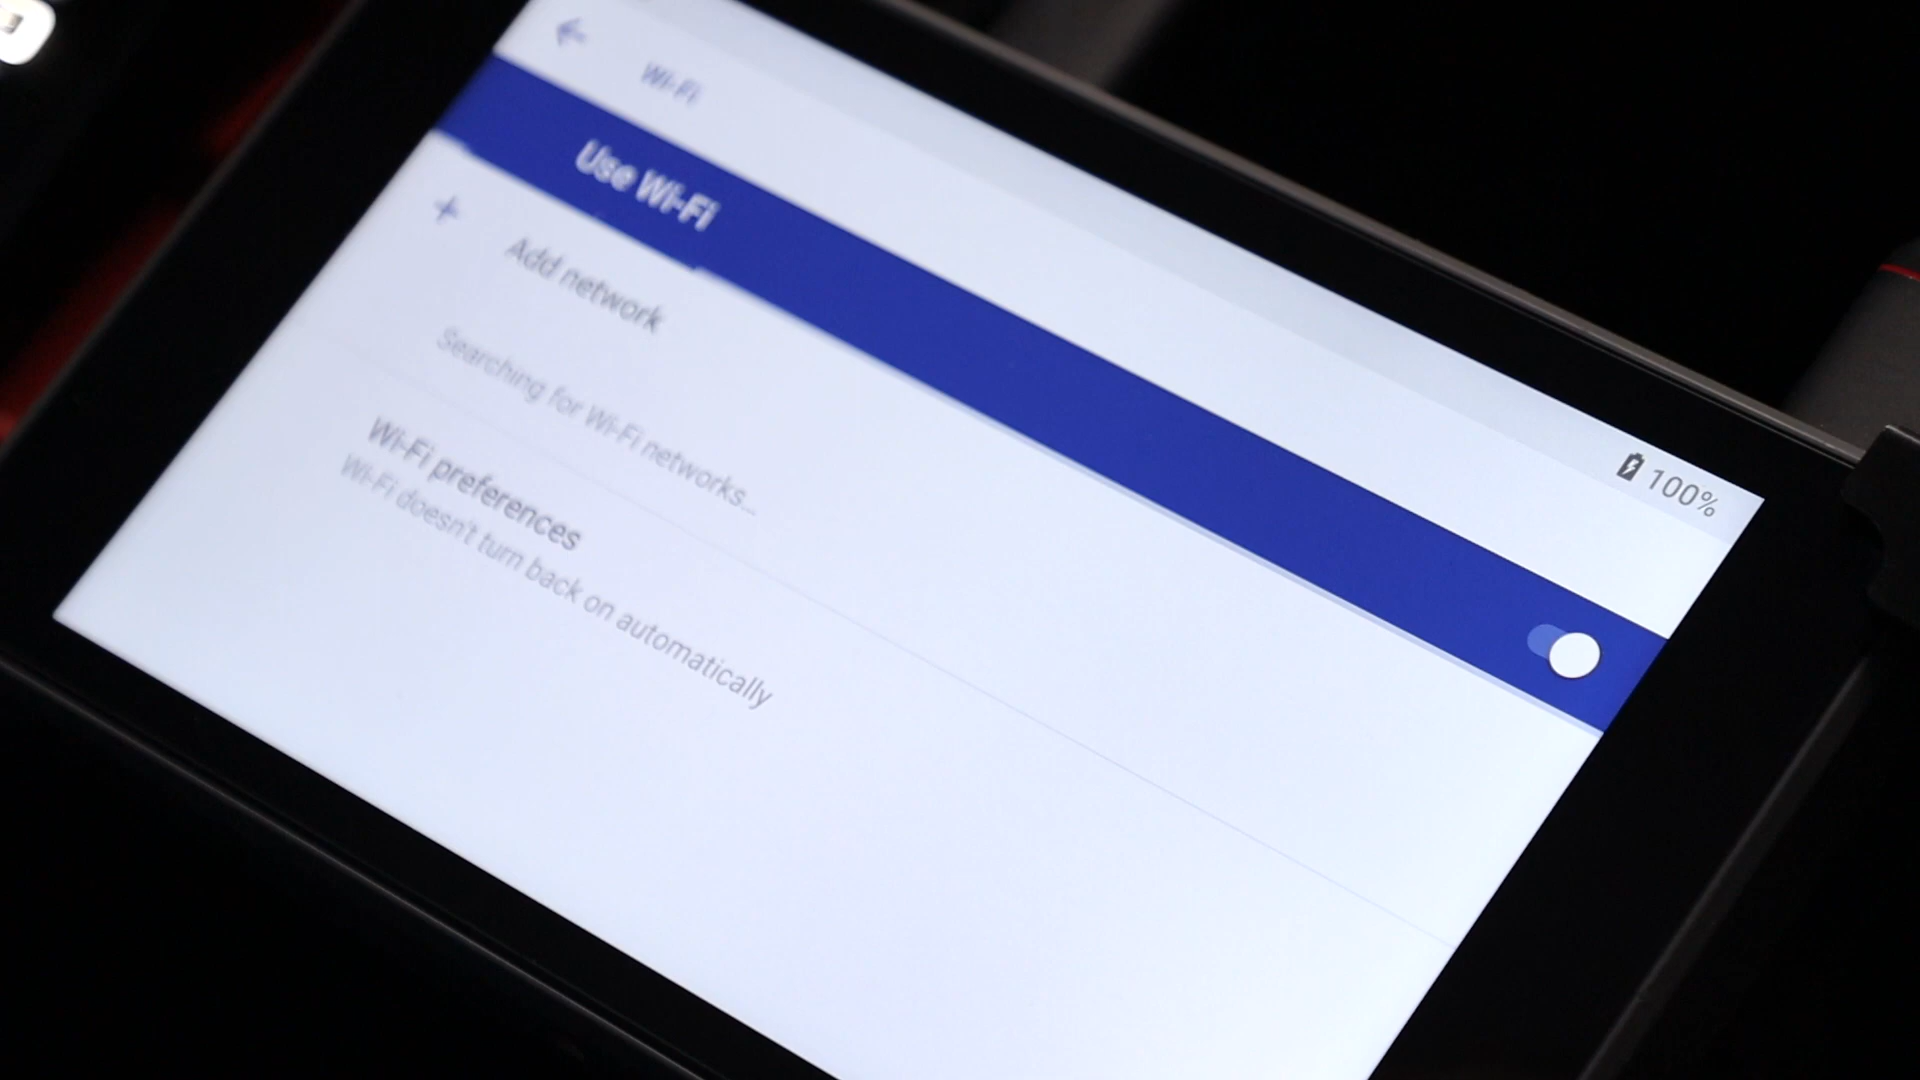 100%
Wi-Fi
Use Wi-Fi
Add network
Searching for Wi-Fi networks...
Wi-Fi preferences
Wi-Fi doesn't turn back on automatically